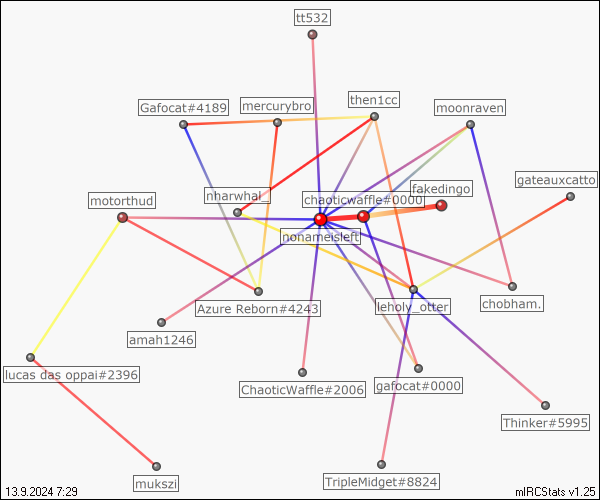 tt532
Gafocat#4189
mercurybro
then1cc
moonraven
gateauxcatto
fakedingo
nharwhal_
chaoticwaffle#0000
motorthud
nonameisleft
Azure Reborn#4243
leholy_otter
chobham.
amah1246
lucas das oppai#2396
ChaoticWaffle#2006
gafocat#0000
Thinker#5995
mukszi
TripleMidget#8824
13.9.2024 7:29
mIRCStats v1.25